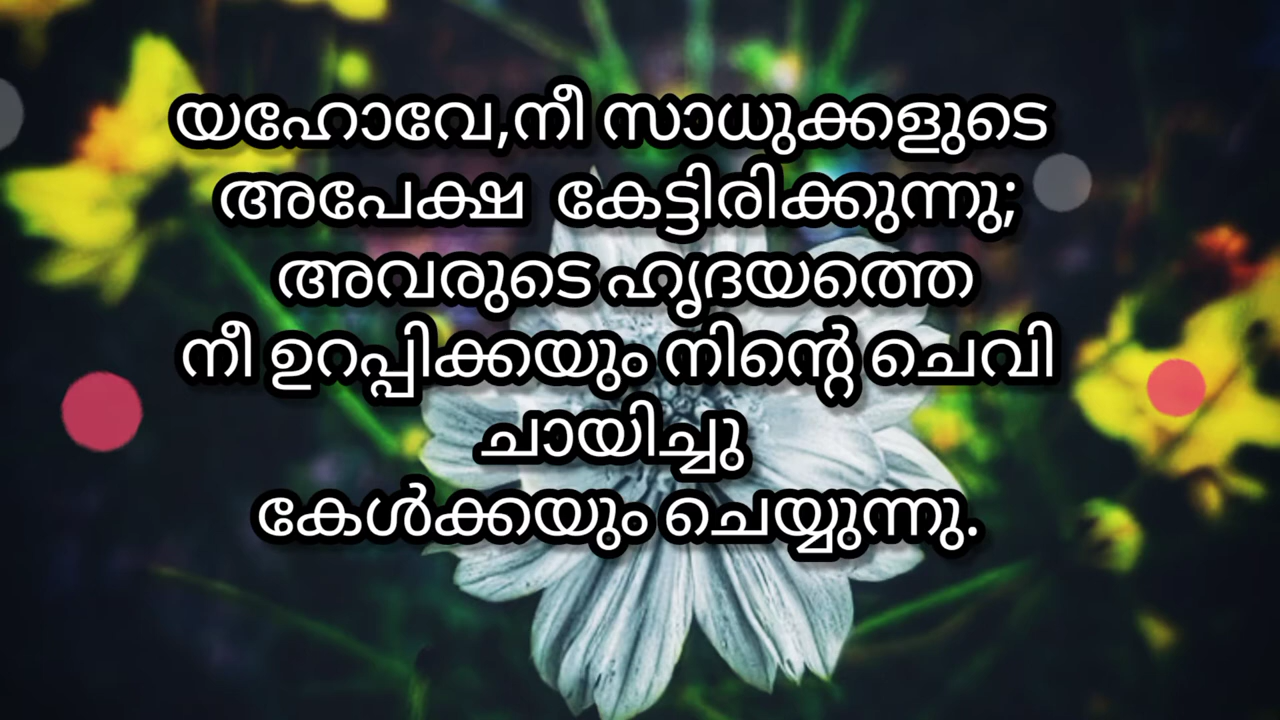 യഹോവേ,നീ സാധുക്കളുടെ
അപേക്ഷ കേട്ടിരിക്കുന്നു;
അവരുടെ ഹൃദയത്തെ
നീ ഉറപ്പിക്കയും നിന്റെ ചെവി
ചായിച്ചു
കേൾക്കയും ചെയ്യുന്നു.